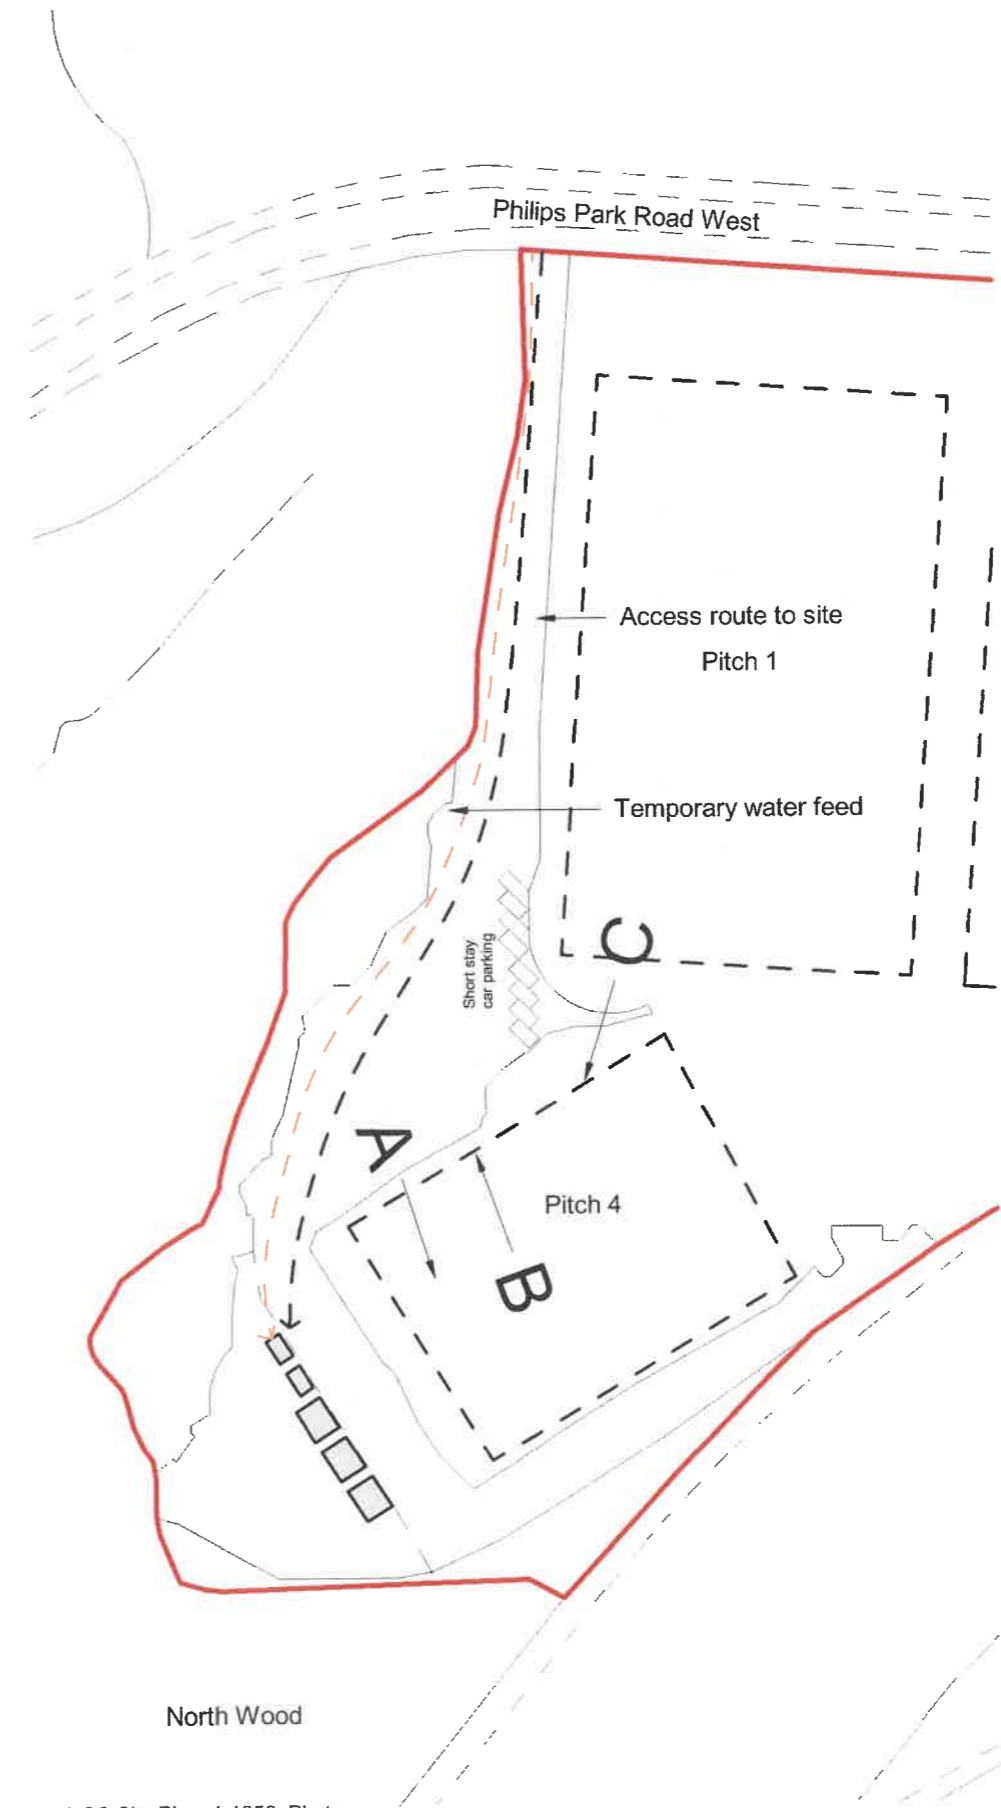 Philips Park Road West
Access route to site
Pitch 1
Temporary water feed
C
Short stay
car parking
A
Pitch 4
B
North Wood